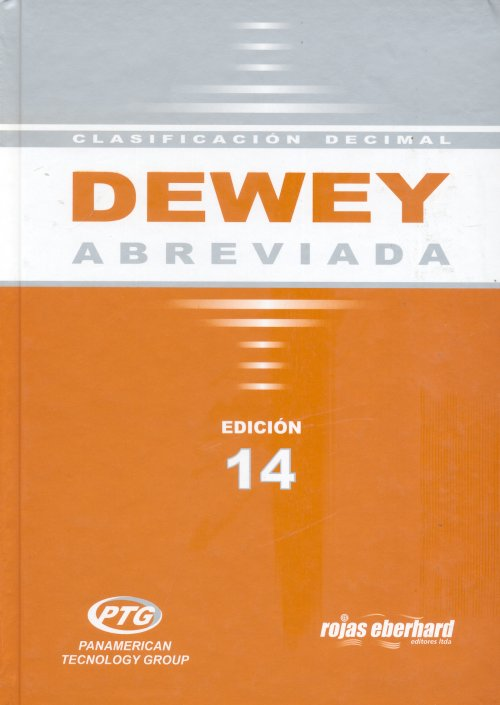 CLASIFICACIÓN DECIMAL
DEWEY
ABREVIADA
EDICIÓN
14
PTG
PANAMERICAN
TECNOLOGY GROUP
rojas eberhard
editores ltda